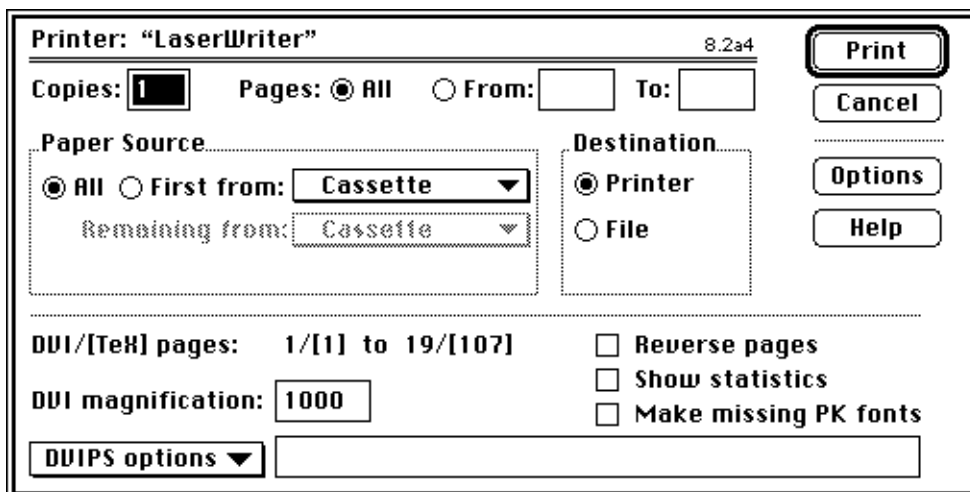 Printer: “LaserWriter” 8.2a4 Print
Copies: 1 Pages: All From: To: Cancel
Paper Source Destination
All First from: Cassette Printer Options
Remaining from: Cassette File Help
DVI/[TeX] pages: 1/[1] to 19/[107] Reverse pages
Show statistics
DVI magnification: 1000 Make missing PK fonts
DVIPS options